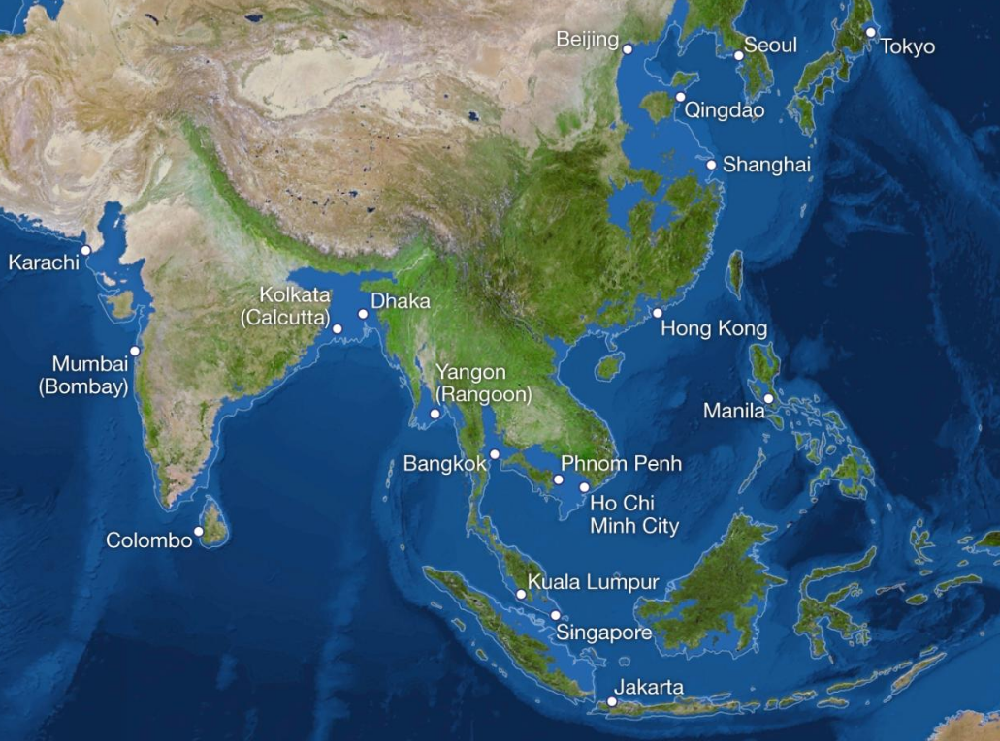 Beijing
Seoul
Tokyo
Qingdao
Shanghai
Karachi
Kolkata
(Calcutta)
Dhaka
Hong Kong
Mumbai
(Bombay)
Yangon
(Rangoon)
Manila
Bangkok
Phnom Penh
Ho Chi
Minh City
Colombo
Kuala Lumpur
Singapore
Jakarta